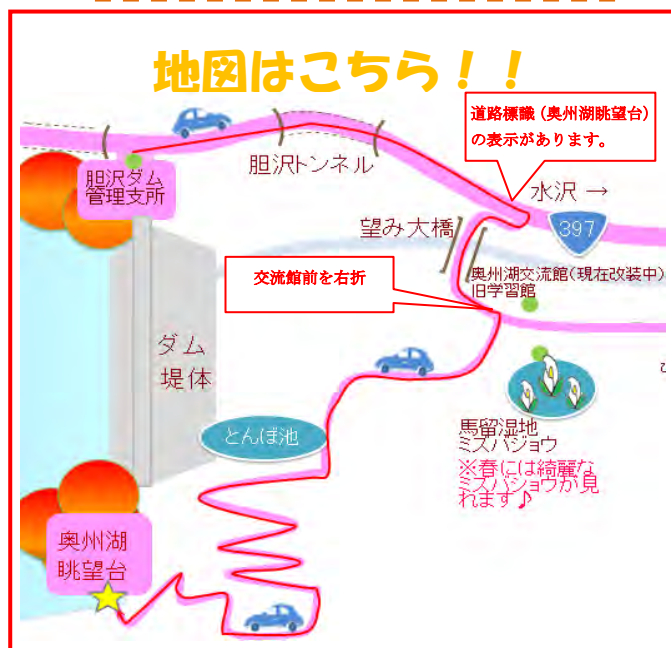 地図はこちら！！
道路標識（奥州湖眺望台）
の表示があります。
胆沢トンネル
胆沢ダム
管理支所
水沢 →
397
望み大橋
奥州湖交流館(現在改装中)
旧学習館
交流館前を右折
ダム
堤体
とんぼ池
馬留湿地
ミズバショウ
※春には綺麗な
ミズバショウが見
れます♪
奥州湖
眺望台